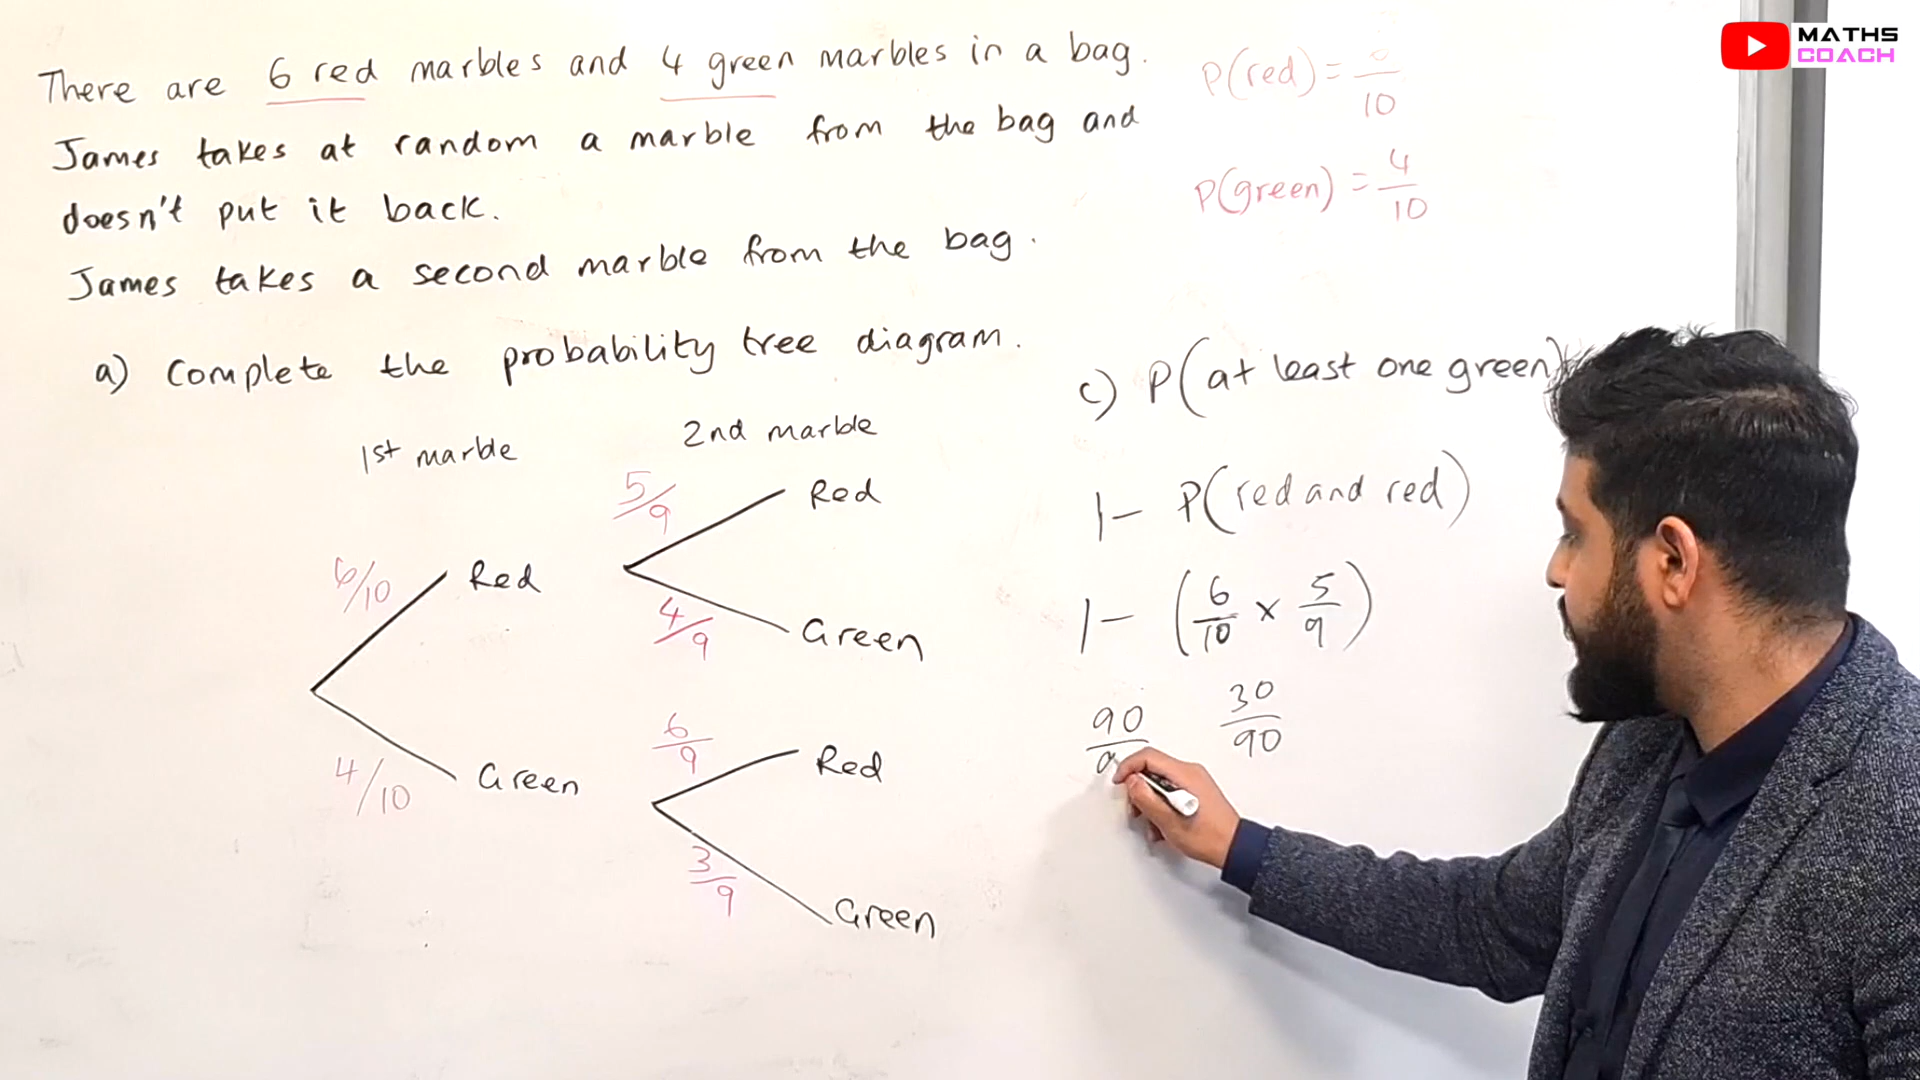 There are 6 red marbles and 4 green marbles in a bag.
James takes at random a marble from the bag and
doesn't put it back.
James takes a second marble from the bag.
a) Complete the probability tree diagram.
1st marble
2nd marble
6/10
Red
4/10
Green
5/9
Red
4/9
Green
6/9
Red
3/9
Green
P(red) = /10
P(green) = 4/10
c) P(at least one green)
1 - P(red and red)
1 - (6/10 × 5/9)
90/9 30/90
MATHS
COACH